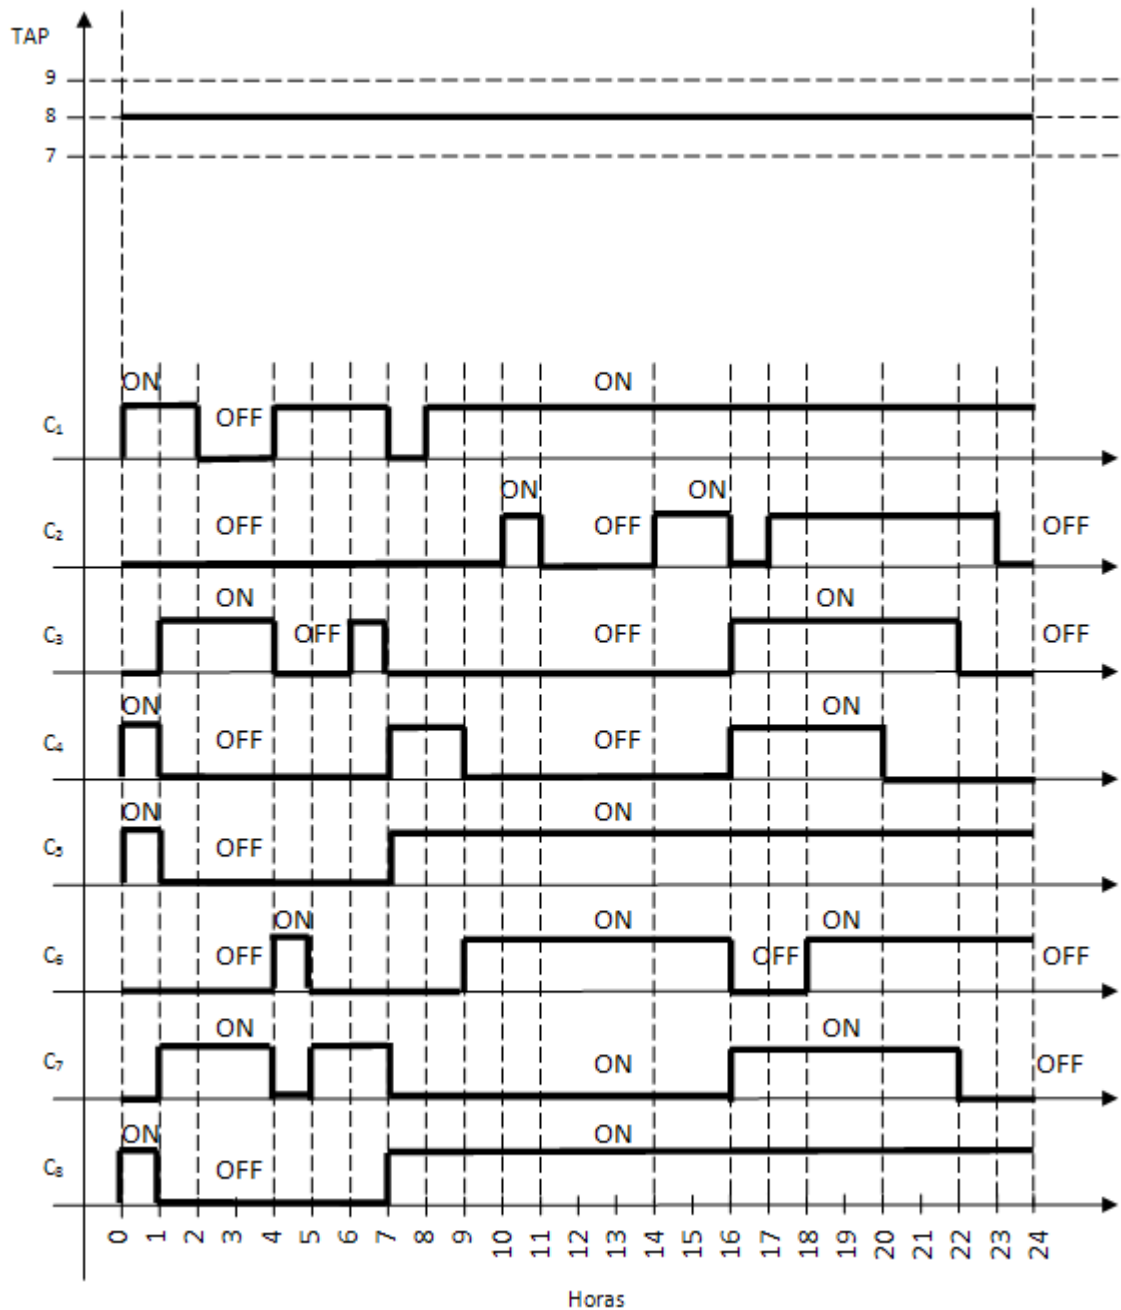 TAP
9
8
7
ON ON
C₁ OFF
ON ON
C₂ OFF OFF OFF
ON ON
C₃ OFF OFF OFF
ON ON
C₄ OFF OFF
ON ON
C₅ OFF
ON ON ON
C₆ OFF OFF OFF
ON ON
C₇ ON OFF
ON ON
C₈ OFF
0 1 2 3 4 5 6 7 8 9 10 11 12 13 14 15 16 17 18 19 20 21 22 23 24
Horas